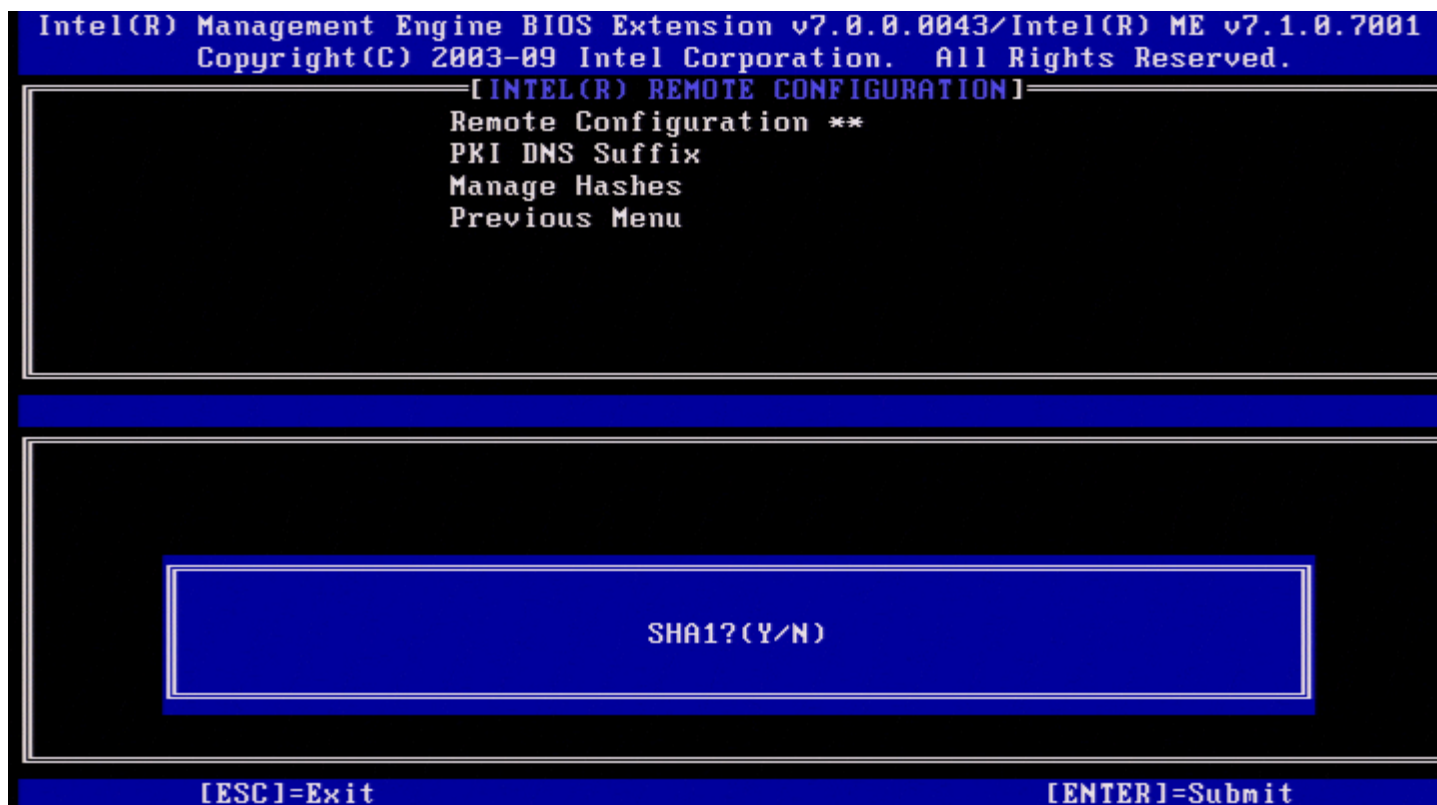 Intel(R) Management Engine BIOS Extension v7.0.0.0043/Intel(R) ME v7.1.0.7001
Copyright(C) 2003-09 Intel Corporation. All Rights Reserved.
[INTEL(R) REMOTE CONFIGURATION]
Remote Configuration **
PKI DNS Suffix
Manage Hashes
Previous Menu
SHA1?(Y/N)
[ESC]=Exit [ENTER]=Submit